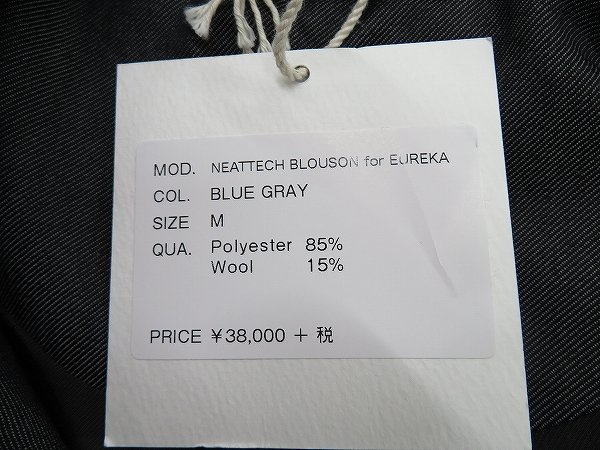 MOD. NEATTECH BLOUSON for EUREKA
COL. BLUE GRAY
SIZE M
QUA. Polyester 85%
Wool 15%
PRICE ¥38,000 + 税